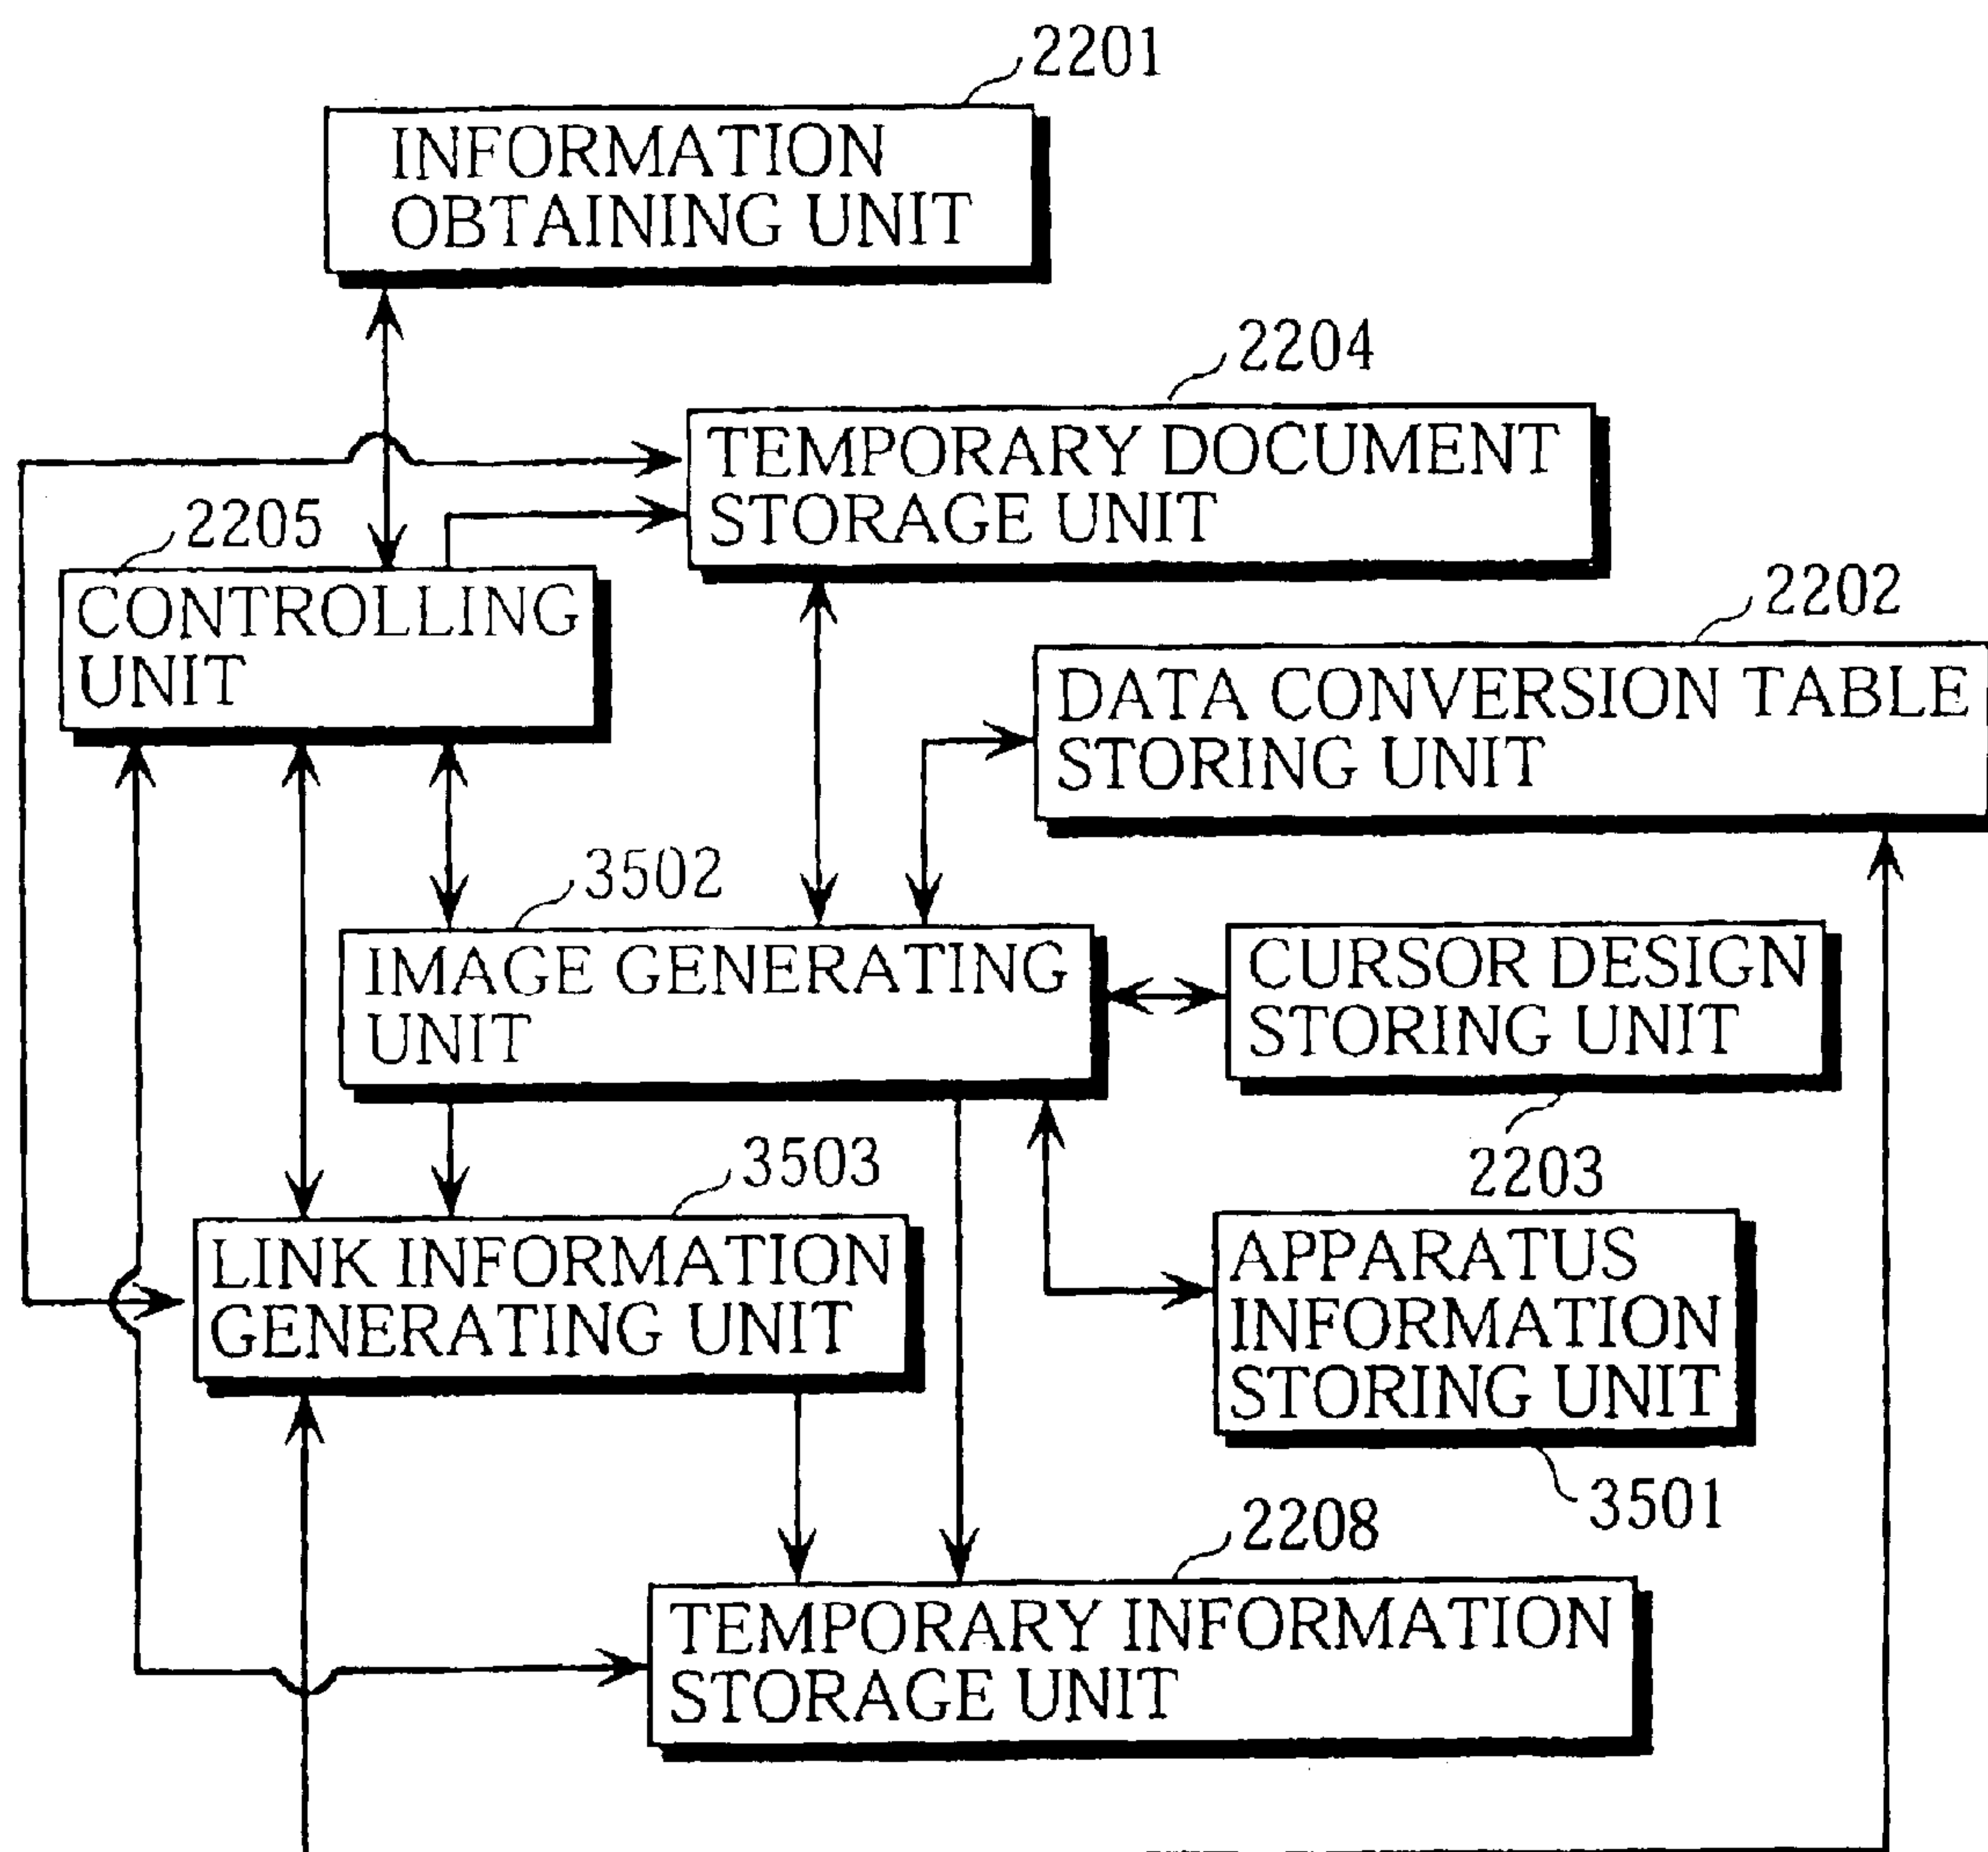 2201
INFORMATION
OBTAINING UNIT
2204
TEMPORARY DOCUMENT
STORAGE UNIT
2205
CONTROLLING
UNIT
2202
DATA CONVERSION TABLE
STORING UNIT
3502
IMAGE GENERATING
UNIT
CURSOR DESIGN
STORING UNIT
2203
3503
LINK INFORMATION
GENERATING UNIT
APPARATUS
INFORMATION
STORING UNIT
3501
2208
TEMPORARY INFORMATION
STORAGE UNIT